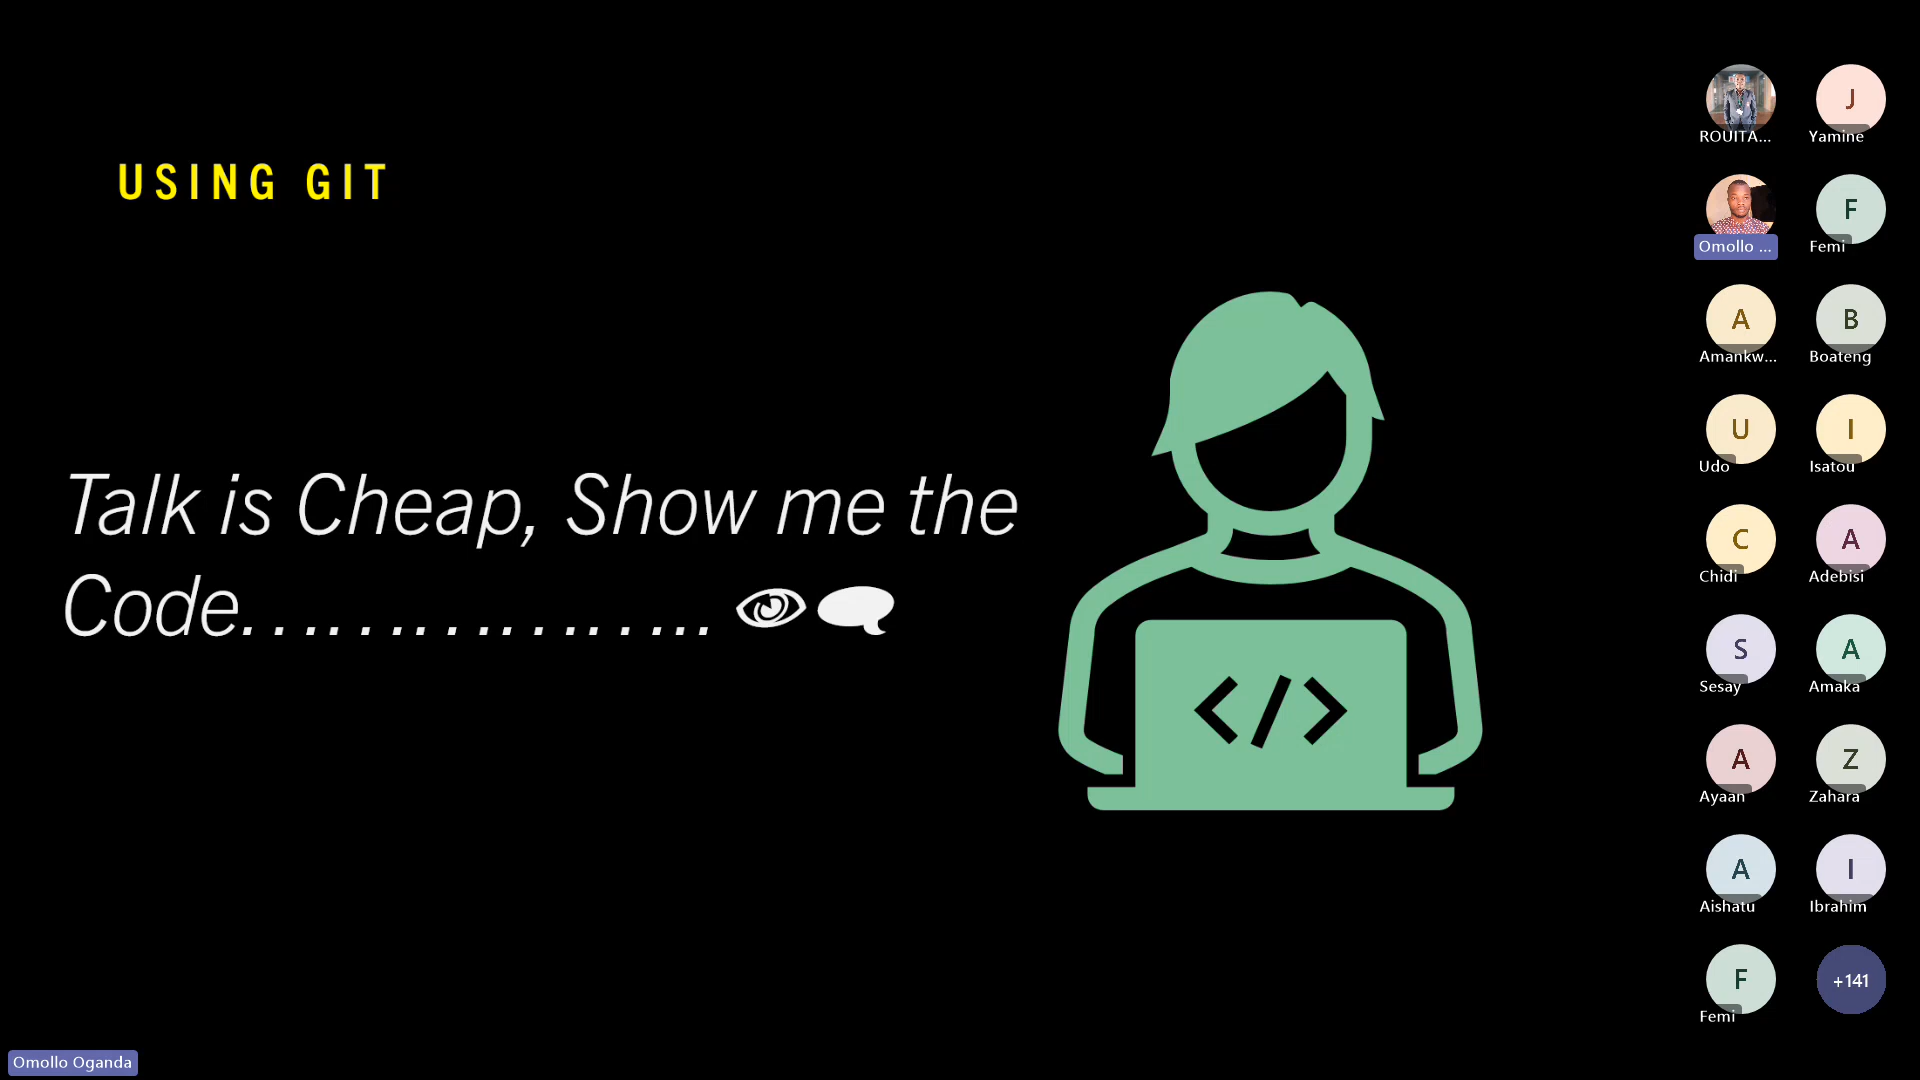 USING GIT
Talk is Cheap, Show me the
Code……………….. 👁🗨
</>
ROUITA...
J
Yamine
Omollo ...
F
Femi
A
Amankw...
B
Boateng
U
Udo
I
Isatou
C
Chidi
A
Adebisi
S
Sesay
A
Amaka
A
Ayaan
Z
Zahara
A
Aishatu
I
Ibrahim
F
Femi
+141
Omollo Oganda